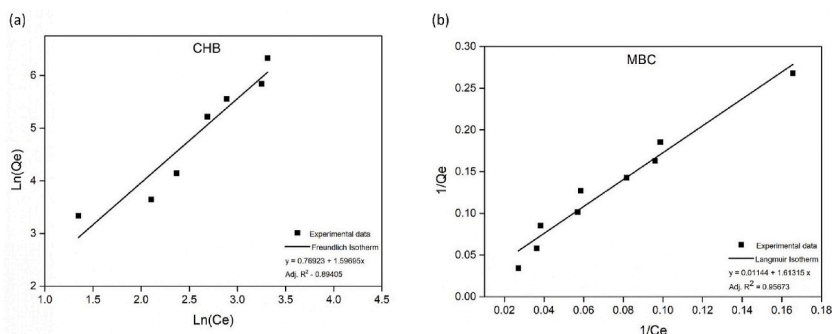 (a)
CHB
6
5
4
3
2
Ln(Qe)
1.0 1.5 2.0 2.5 3.0 3.5 4.0 4.5
Ln(Ce)
Experimental data
Freundlich Isotherm
y = 0.76923 + 1.59695x
Adj. R² - 0.89405
(b)
MBC
0.30
0.25
0.20
0.15
0.10
0.05
0.00
1/Qe
0.02 0.04 0.06 0.08 0.10 0.12 0.14 0.16 0.18
1/Ce
Experimental data
Langmuir Isotherm
y = 0.01144 + 1.61315x
Adj. R² = 0.95673